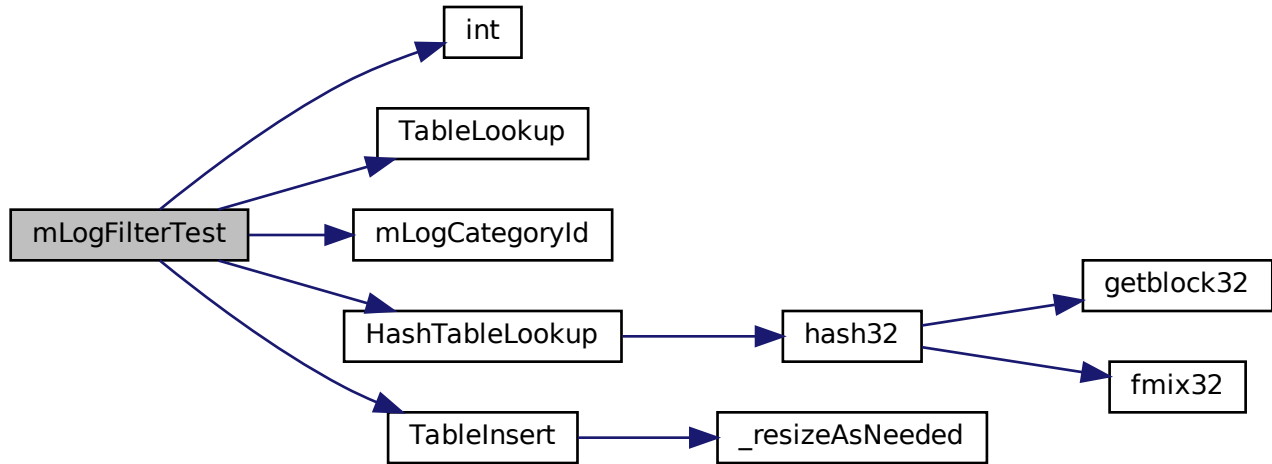 int
TableLookup
mLogFilterTest
mLogCategoryId
getblock32
HashTableLookup
hash32
fmix32
TableInsert
_resizeAsNeeded